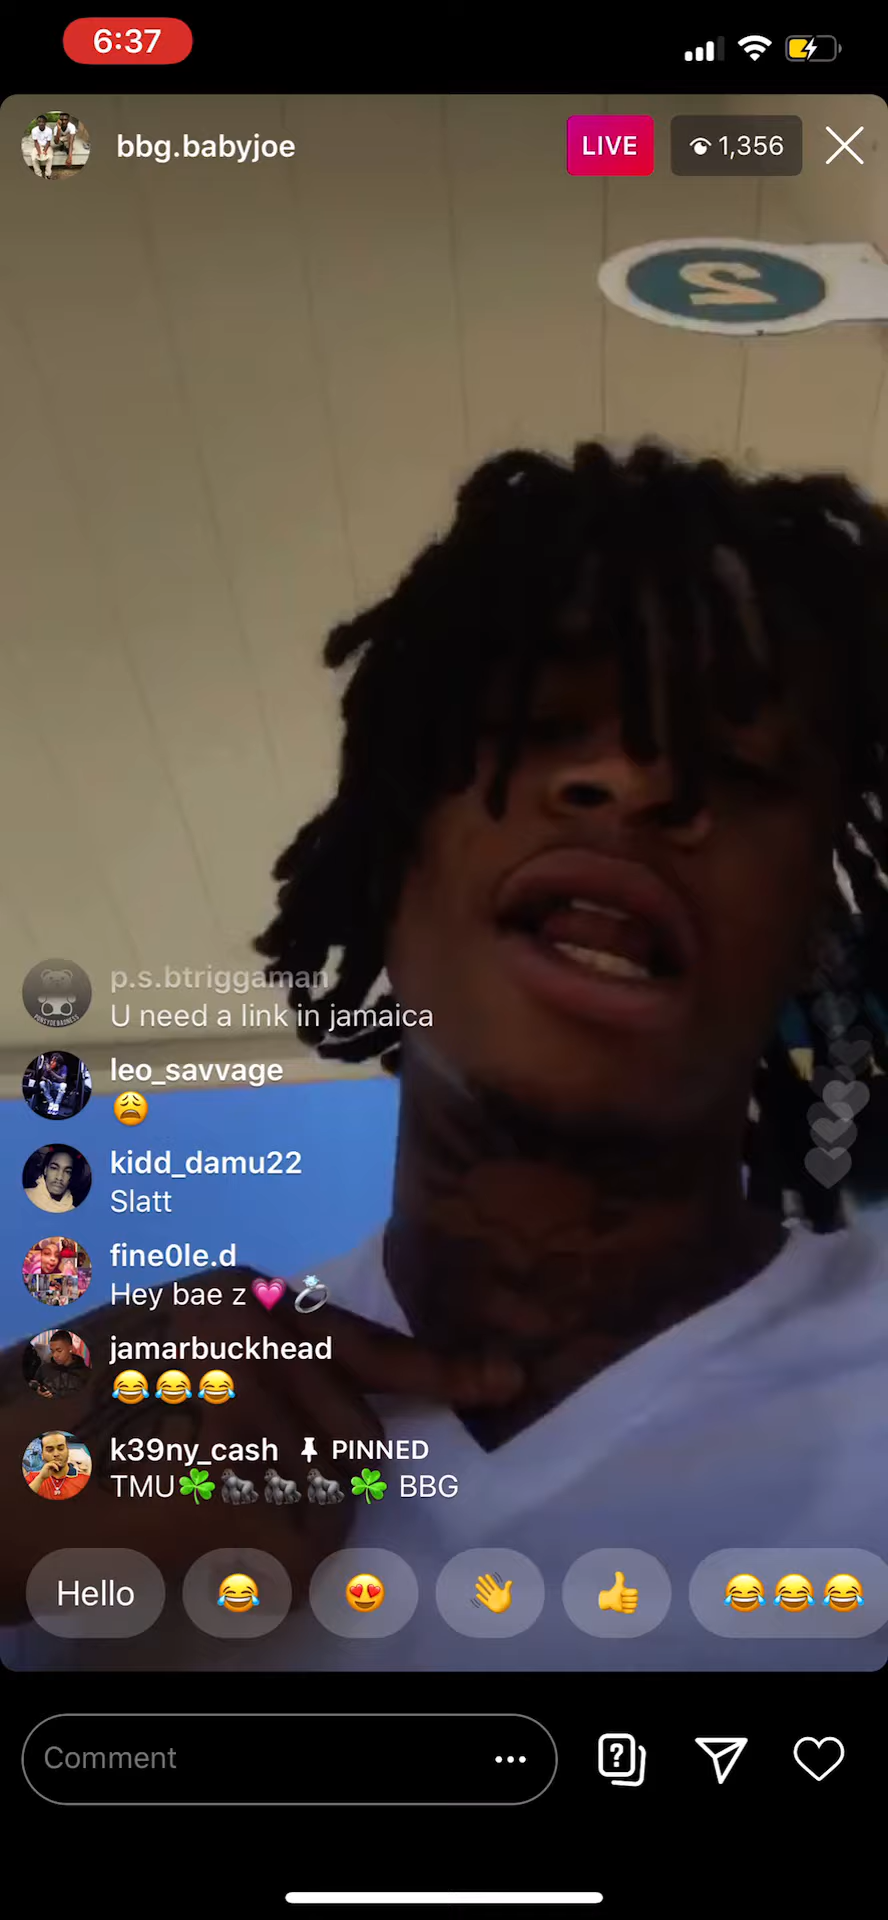 6:37
bbg.babyjoe
LIVE
1,356
2
p.s.btriggaman
U need a link in jamaica
leo_savvage
😩
kidd_damu22
Slatt
fine0le.d
Hey bae z💗💍
jamarbuckhead
😂😂😂
k39ny_cash PINNED
TMU☘️🦍🦍🦍☘️ BBG
Hello 😂 😍 👋 👍 😂😂😂
Comment ...